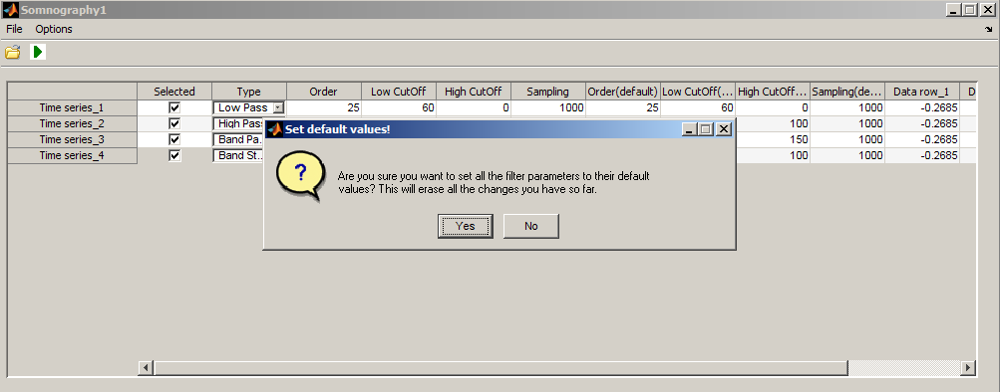 Somnography1
File Options
Selected Type Order Low CutOff High CutOff Sampling Order(default) Low CutOff(... High CutOff... Sampling(de... Data row_1 D
Time series_1 Low Pass 25 60 0 1000 25 60 0 1000 -0.2685
Time series_2 High Pass 100 1000 -0.2685
Time series_3 Band Pa... 150 1000 -0.2685
Time series_4 Band St... 100 1000 -0.2685
Set default values!
?
Are you sure you want to set all the filter parameters to their default
values? This will erase all the changes you have so far.
Yes No